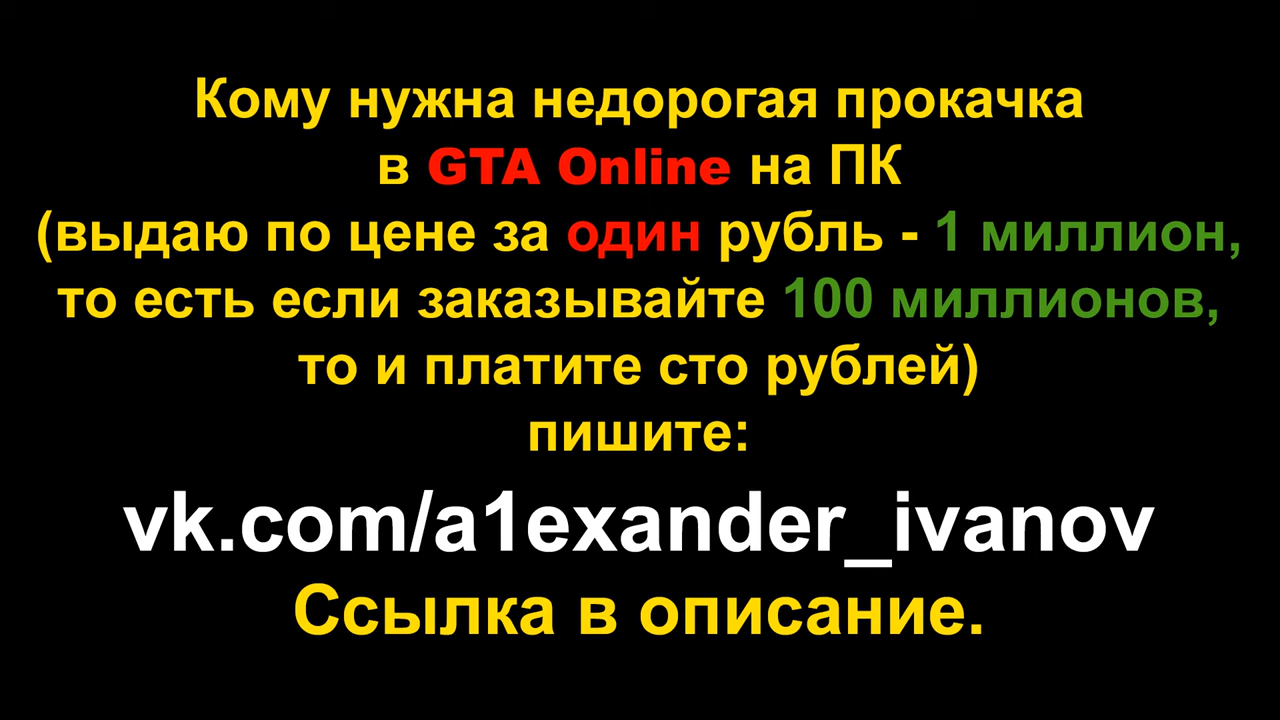 Кому нужна недорогая прокачка
в GTA Online на ПК
(выдаю по цене за один рубль - 1 миллион,
то есть если заказывайте 100 миллионов,
то и платите сто рублей)
пишите:
vk.com/a1exander_ivanov
Ссылка в описание.